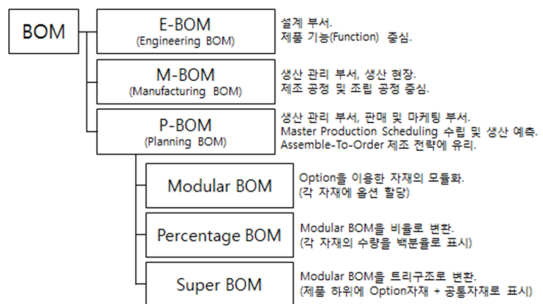 BOM
E-BOM
(Engineering BOM)
설계 부서.
제품 기능(Function) 중심.
M-BOM
(Manufacturing BOM)
생산 관리 부서, 생산 현장.
제조 공정 및 조립 공정 중심.
P-BOM
(Planning BOM)
생산 관리 부서, 판매 및 마케팅 부서.
Master Production Scheduling 수립 및 생산 예측.
Assemble-To-Order 제조 전략에 유리.
Modular BOM
Option을 이용한 자재의 모듈화.
(각 자재에 옵션 할당)
Percentage BOM
Modular BOM을 비율로 변환.
(각 자재의 수량을 백분율로 표시)
Super BOM
Modular BOM을 트리구조로 변환.
(제품 하위에 Option자재 + 공통자재로 표시)